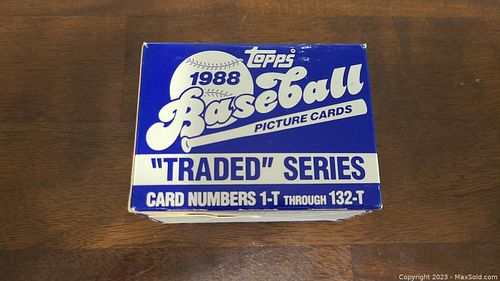 Topps
1988
Baseball
PICTURE CARDS
"TRADED" SERIES
CARD NUMBERS 1-T THROUGH 132-T
Copyright 2023 - MaxSold.com